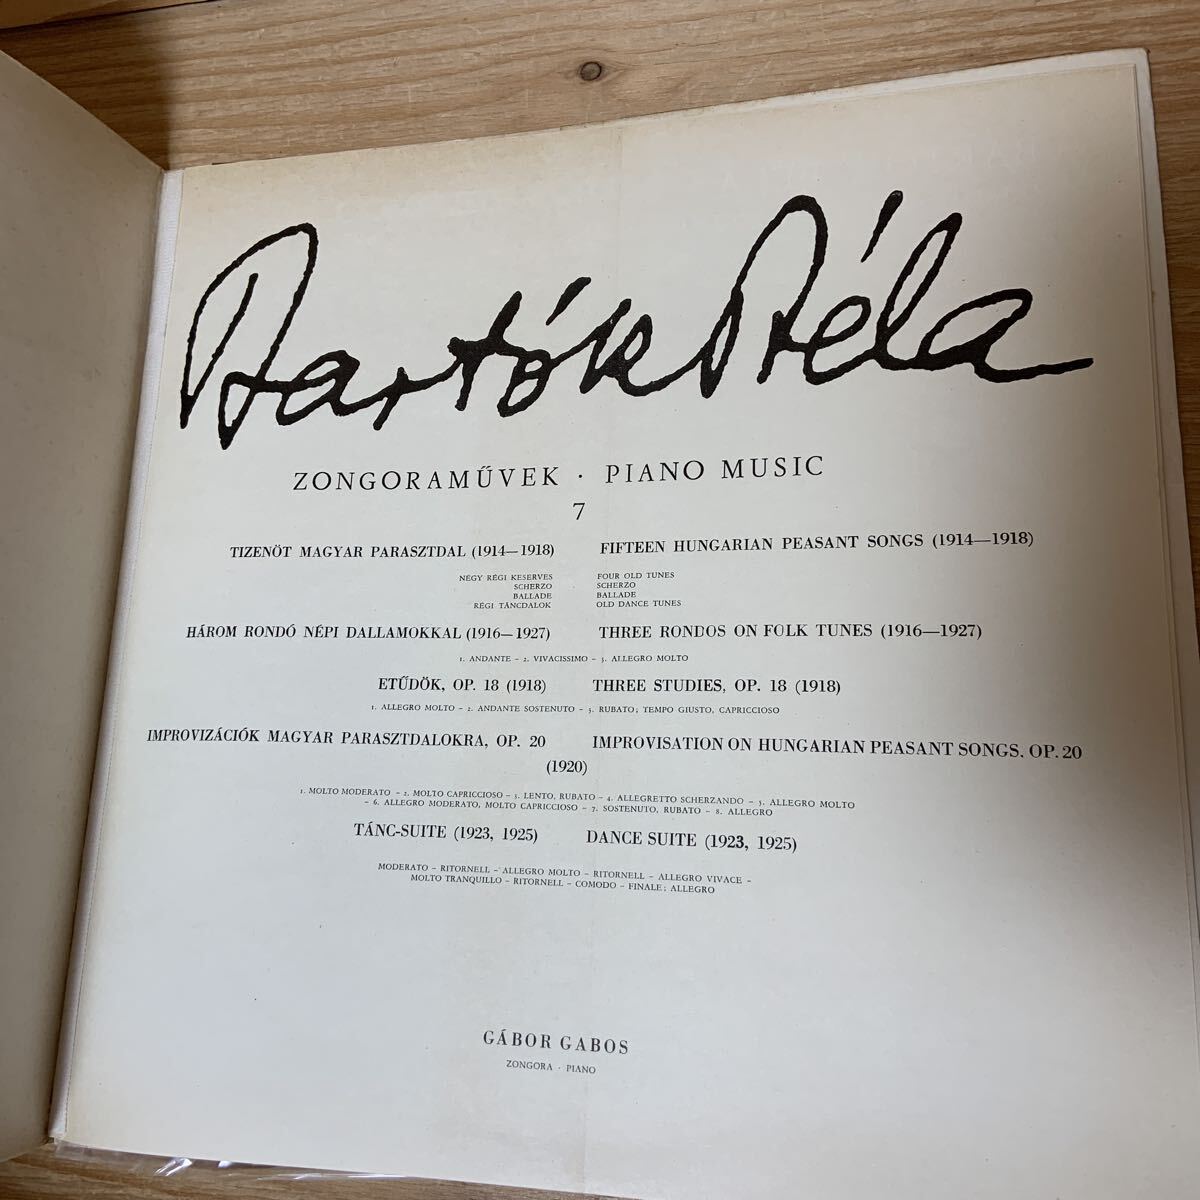 Bartók Béla
ZONGORAMŰVEK · PIANO MUSIC
7
TIZENÖT MAGYAR PARASZTDAL (1914—1918) FIFTEEN HUNGARIAN PEASANT SONGS (1914—1918)
NÉGY RÉGI KESERVES FOUR OLD TUNES
SCHERZO SCHERZO
BALLADE BALLADE
RÉGI TÁNCDALOK OLD DANCE TUNES
HÁROM RONDÓ NÉPI DALLAMOKKAL (1916—1927) THREE RONDOS ON FOLK TUNES (1916—1927)
1. ANDANTE – 2. VIVACISSIMO – 3. ALLEGRO MOLTO
ETŰDÖK, OP. 18 (1918) THREE STUDIES, OP. 18 (1918)
1. ALLEGRO MOLTO – 2. ANDANTE SOSTENUTO – 3. RUBATO; TEMPO GIUSTO, CAPRICCIOSO
IMPROVIZÁCIÓK MAGYAR PARASZTDALOKRA, OP. 20 IMPROVISATION ON HUNGARIAN PEASANT SONGS, OP. 20
(1920)
1. MOLTO MODERATO – 2. MOLTO CAPRICCIOSO – 3. LENTO, RUBATO – 4. ALLEGRETTO SCHERZANDO – 5. ALLEGRO MOLTO
– 6. ALLEGRO MODERATO, MOLTO CAPRICCIOSO – 7. SOSTENUTO, RUBATO – 8. ALLEGRO
TÁNC-SUITE (1923, 1925) DANCE SUITE (1923, 1925)
MODERATO – RITORNELL – ALLEGRO MOLTO – RITORNELL – ALLEGRO VIVACE –
MOLTO TRANQUILLO – RITORNELL – COMODO – FINALE; ALLEGRO
GÁBOR GABOS
ZONGORA · PIANO